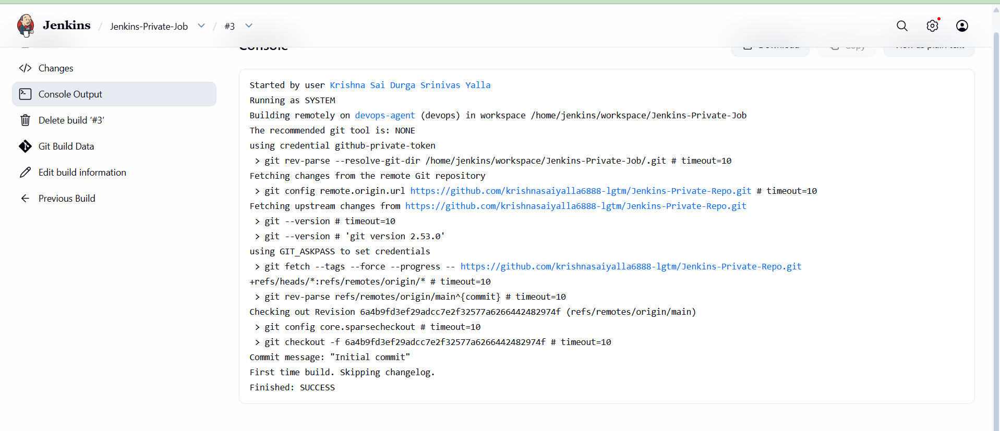 Jenkins / Jenkins-Private-Job / #3
Console
Download
Copy
View as plain text
Changes
Console Output
Delete build ‘#3’
Git Build Data
Edit build information
Previous Build
Started by user Krishna Sai Durga Srinivas Yalla
Running as SYSTEM
Building remotely on devops-agent (devops) in workspace /home/jenkins/workspace/Jenkins-Private-Job
The recommended git tool is: NONE
using credential github-private-token
> git rev-parse --resolve-git-dir /home/jenkins/workspace/Jenkins-Private-Job/.git # timeout=10
Fetching changes from the remote Git repository
> git config remote.origin.url https://github.com/krishnasaiyalla6888-lgtm/Jenkins-Private-Repo.git # timeout=10
Fetching upstream changes from https://github.com/krishnasaiyalla6888-lgtm/Jenkins-Private-Repo.git
> git --version # timeout=10
> git --version # 'git version 2.53.0'
using GIT_ASKPASS to set credentials
> git fetch --tags --force --progress -- https://github.com/krishnasaiyalla6888-lgtm/Jenkins-Private-Repo.git
+refs/heads/*:refs/remotes/origin/* # timeout=10
> git rev-parse refs/remotes/origin/main^{commit} # timeout=10
Checking out Revision 6a4b9fd3ef29adcc7e2f32577a6266442482974f (refs/remotes/origin/main)
> git config core.sparsecheckout # timeout=10
> git checkout -f 6a4b9fd3ef29adcc7e2f32577a6266442482974f # timeout=10
Commit message: "Initial commit"
First time build. Skipping changelog.
Finished: SUCCESS